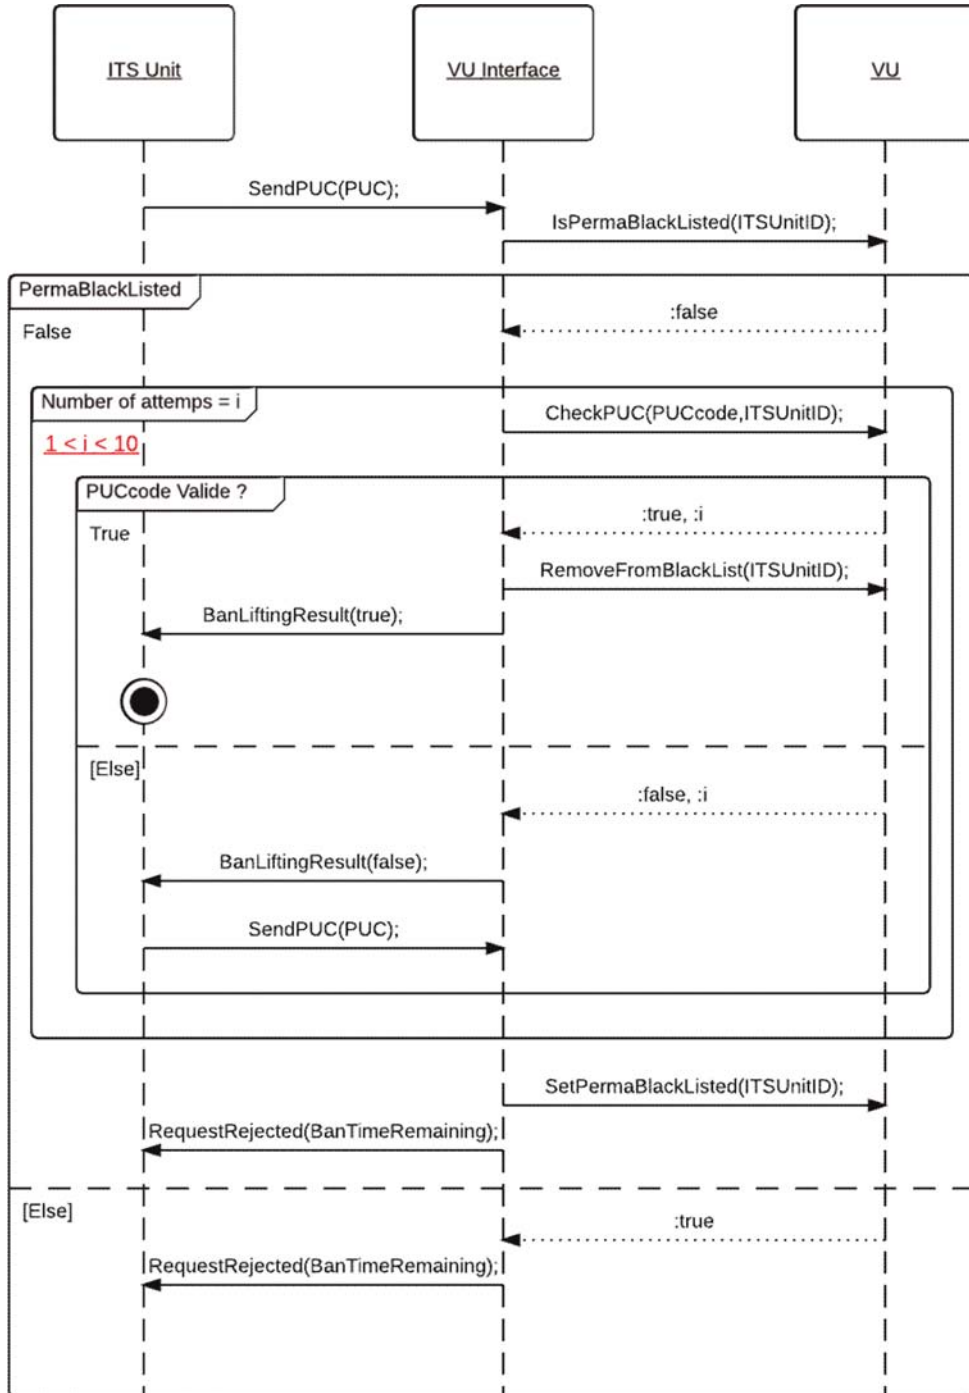 ITS Unit
VU Interface
VU
SendPUC(PUC);
IsPermaBlackListed(ITSUnitID);
PermaBlackListed
:false
False
Number of attemps = i
CheckPUC(PUCcode,ITSUnitID);
1 < i < 10
PUCcode Valide ?
:true, :i
True
RemoveFromBlackList(ITSUnitID);
BanLiftingResult(true);
[Else]
:false, :i
BanLiftingResult(false);
SendPUC(PUC);
SetPermaBlackListed(ITSUnitID);
RequestRejected(BanTimeRemaining);
[Else]
:true
RequestRejected(BanTimeRemaining);